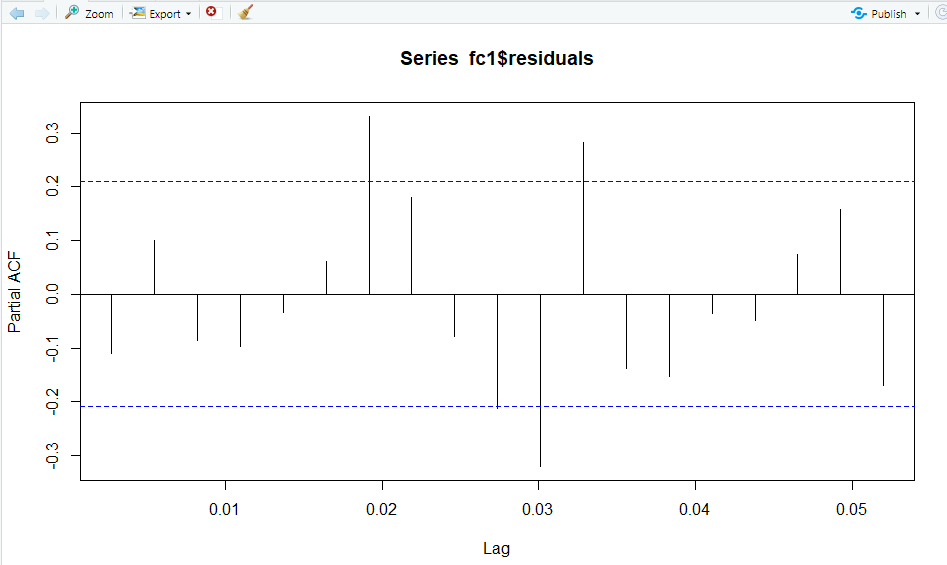 Zoom Export Publish
Series fc1$residuals
Partial ACF
0.3
0.2
0.1
0.0
-0.1
-0.2
-0.3
0.01 0.02 0.03 0.04 0.05
Lag